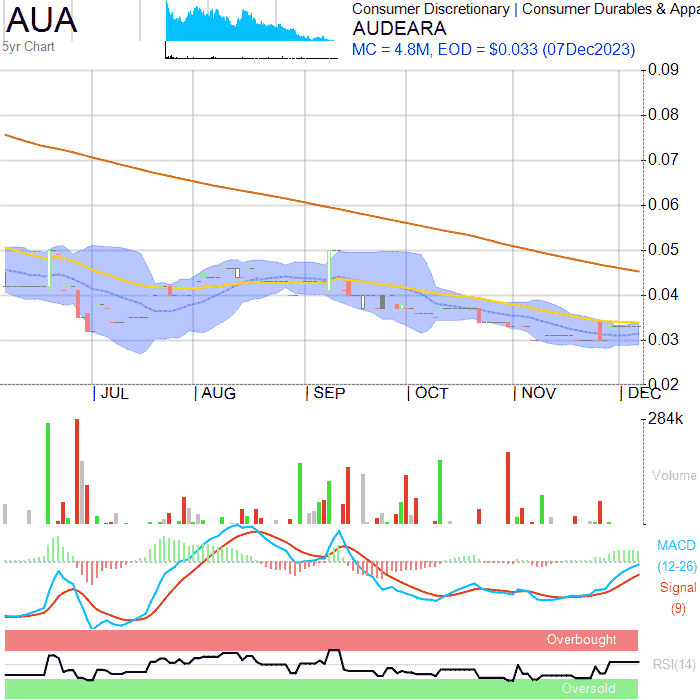 AUA
5yr Chart
Consumer Discretionary | Consumer Durables & Appa
AUDEARA
MC = 4.8M, EOD = $0.033 (07Dec2023)
0.09
0.08
0.07
0.06
0.05
0.04
0.03
0.02
JUL AUG SEP OCT NOV DEC
284k
Volume
MACD
(12-26)
Signal
(9)
Overbought
RSI(14)
Oversold